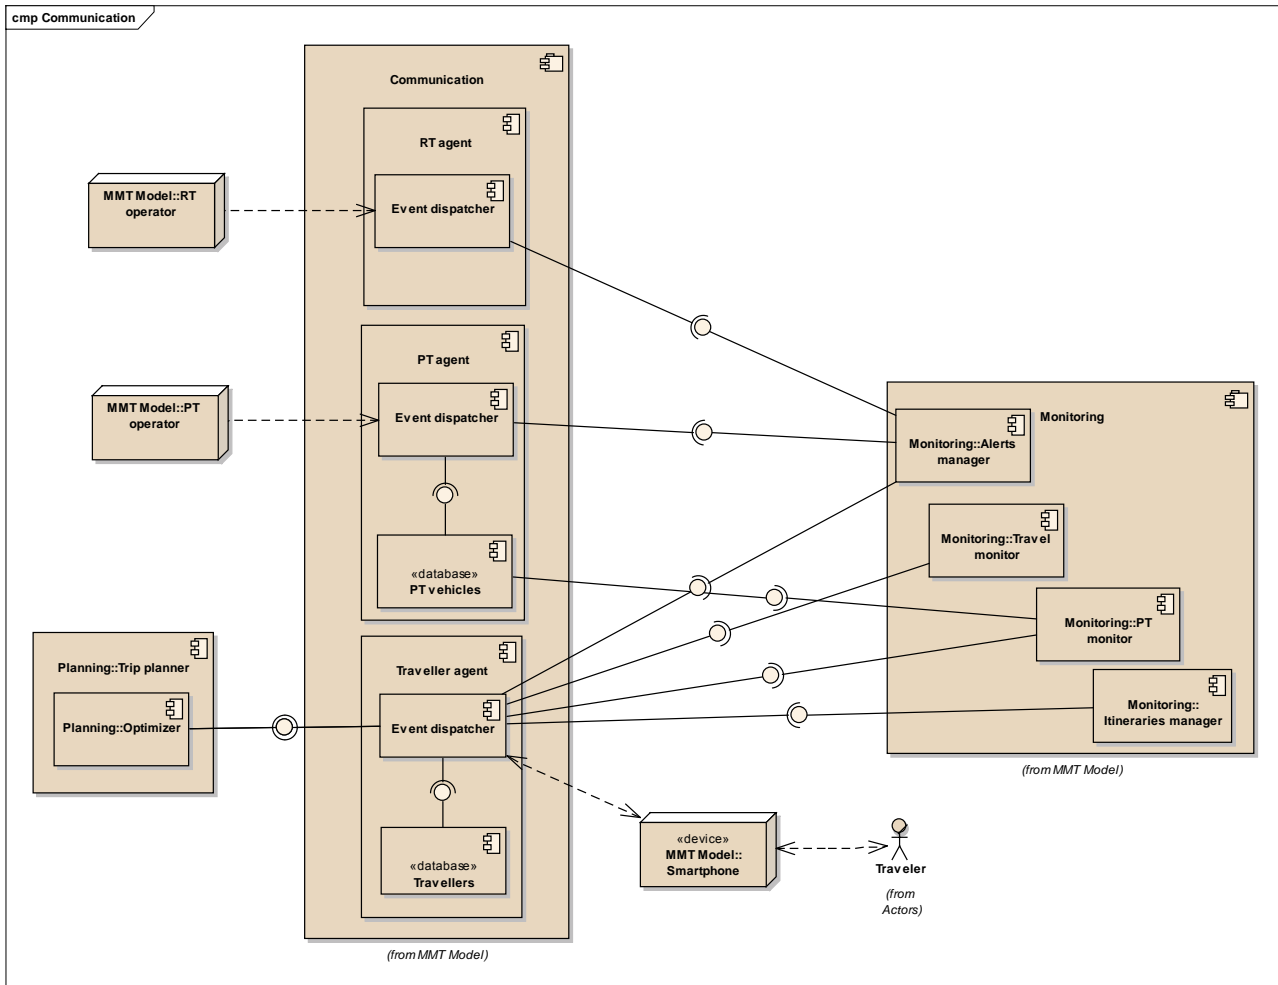 cmp Communication
Communication
RT agent
MMT Model::RT
operator
Event dispatcher
PT agent
MMT Model::PT
operator
Event dispatcher
Monitoring
Monitoring::Alerts
manager
Monitoring::Travel
monitor
«database»
PT vehicles
Monitoring::PT
monitor
Planning::Trip planner
Traveller agent
Planning::Optimizer
Event dispatcher
Monitoring::
Itineraries manager
(from MMT Model)
«database»
Travellers
«device»
MMT Model::
Smartphone
Traveler
(from
Actors)
(from MMT Model)